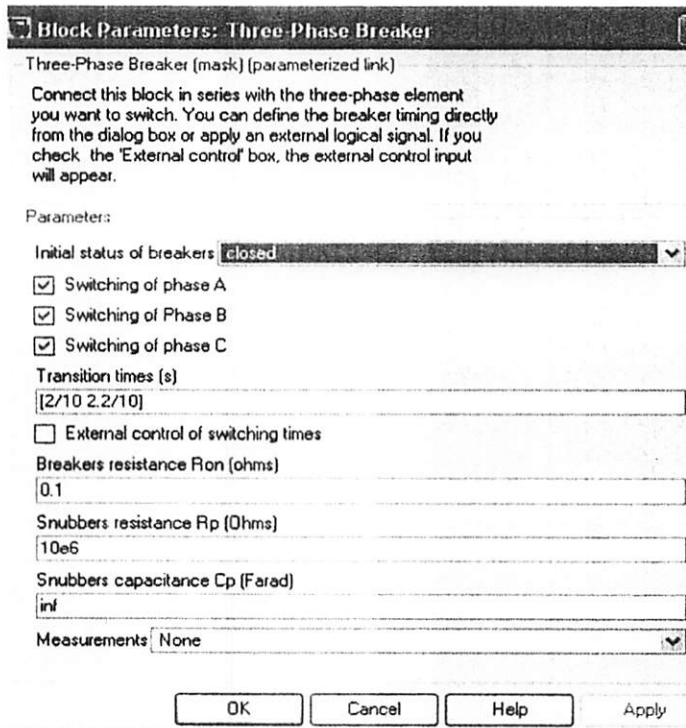 Block Parameters: Three-Phase Breaker
Three-Phase Breaker (mask) (parameterized link)
Connect this block in series with the three-phase element
you want to switch. You can define the breaker timing directly
from the dialog box or apply an external logical signal. If you
check the 'External control' box, the external control input
will appear.
Parameters
Initial status of breakers closed
Switching of phase A
Switching of Phase B
Switching of phase C
Transition times (s)
[2/10 2.2/10]
External control of switching times
Breakers resistance Ron (ohms)
0.1
Snubbers resistance Rp (Ohms)
10e6
Snubbers capacitance Cp (Farad)
inf
Measurements None
OK Cancel Help Apply